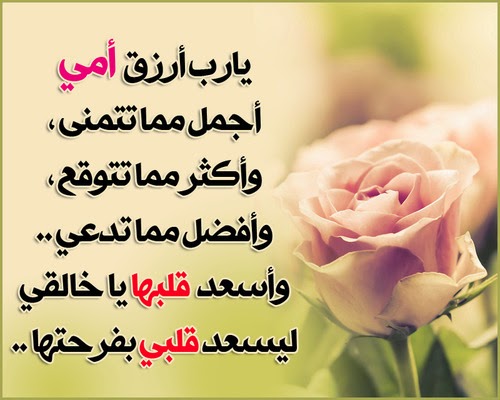 يارب أرزق أمي
أجمل مما تتمنى،
وأكثر مما تتوقع،
وأفضل مما تدعي..
وأسعد قلبها يا خالقي
ليسعد قلبي بفرحتها..